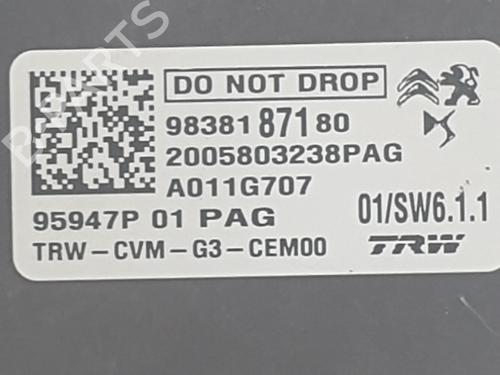 DO NOT DROP
98381 871 80
2005803238PAG
A011G707
95947P 01 PAG
01/SW6.1.1
TRW-CVM-G3-CEM00
TRW
B-PARTS